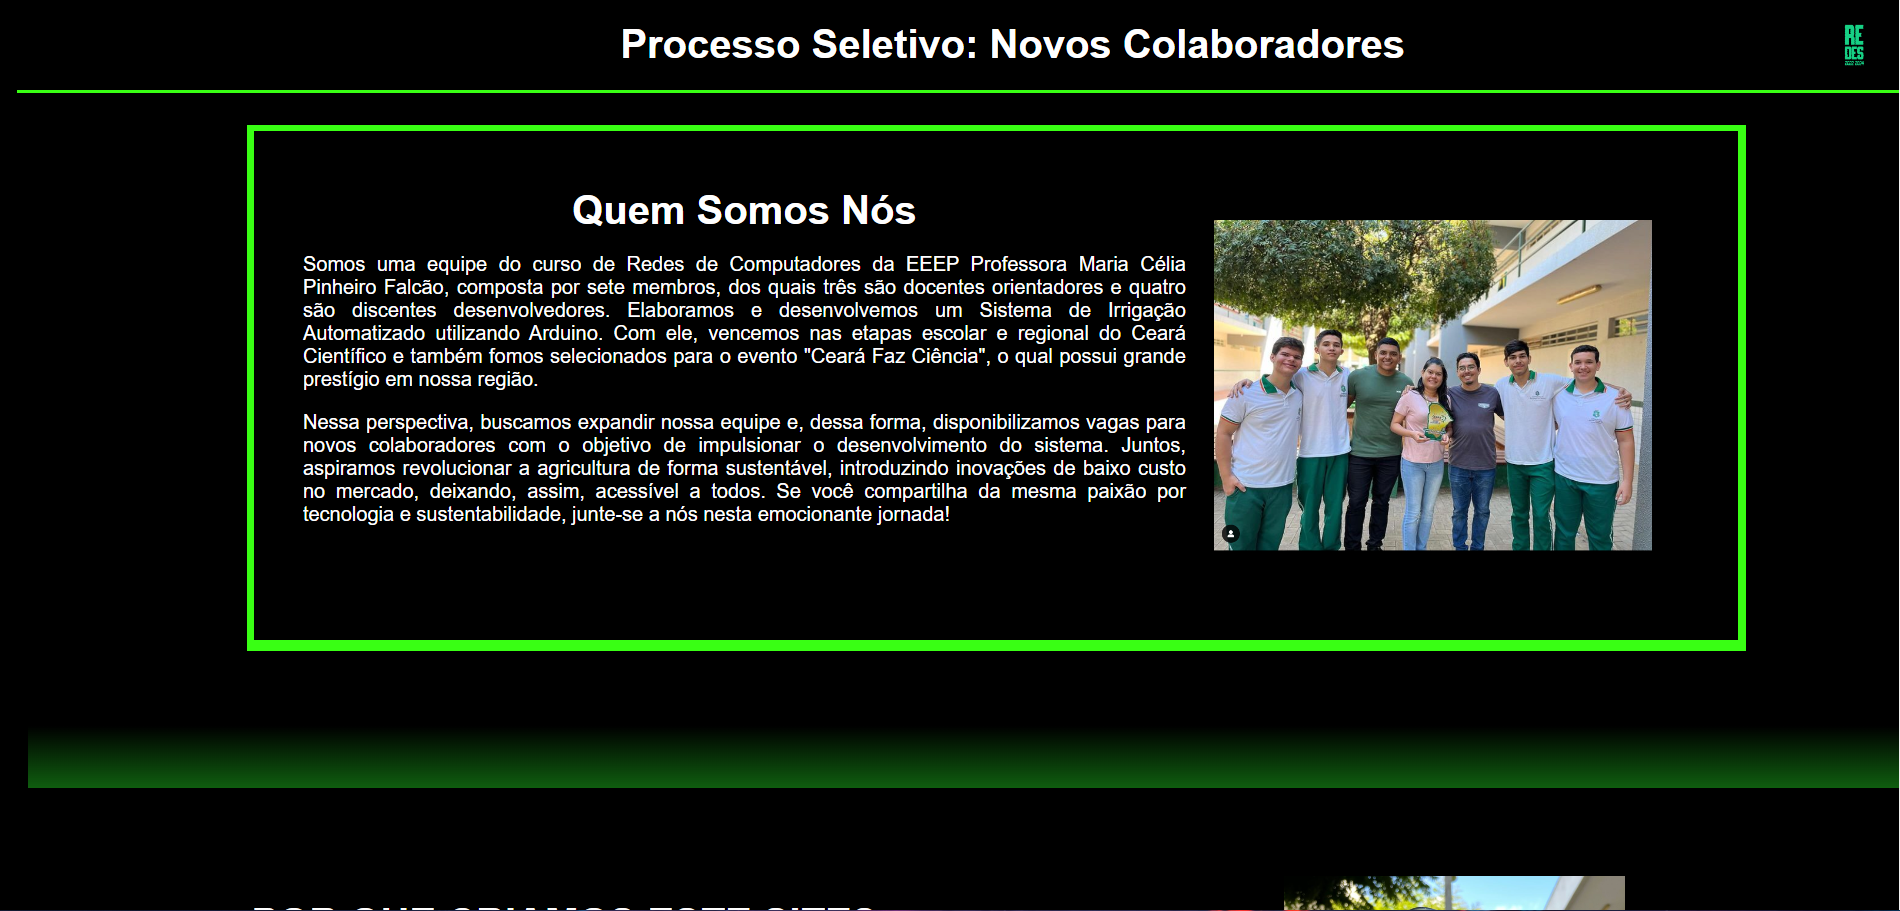 Processo Seletivo: Novos Colaboradores
RE
DES
Quem Somos Nós
Somos uma equipe do curso de Redes de Computadores da EEEP Professora Maria Célia
Pinheiro Falcão, composta por sete membros, dos quais três são docentes orientadores e quatro
são discentes desenvolvedores. Elaboramos e desenvolvemos um Sistema de Irrigação
Automatizado utilizando Arduino. Com ele, vencemos nas etapas escolar e regional do Ceará
Científico e também fomos selecionados para o evento "Ceará Faz Ciência", o qual possui grande
prestígio em nossa região.
Nessa perspectiva, buscamos expandir nossa equipe e, dessa forma, disponibilizamos vagas para
novos colaboradores com o objetivo de impulsionar o desenvolvimento do sistema. Juntos,
aspiramos revolucionar a agricultura de forma sustentável, introduzindo inovações de baixo custo
no mercado, deixando, assim, acessível a todos. Se você compartilha da mesma paixão por
tecnologia e sustentabilidade, junte-se a nós nesta emocionante jornada!